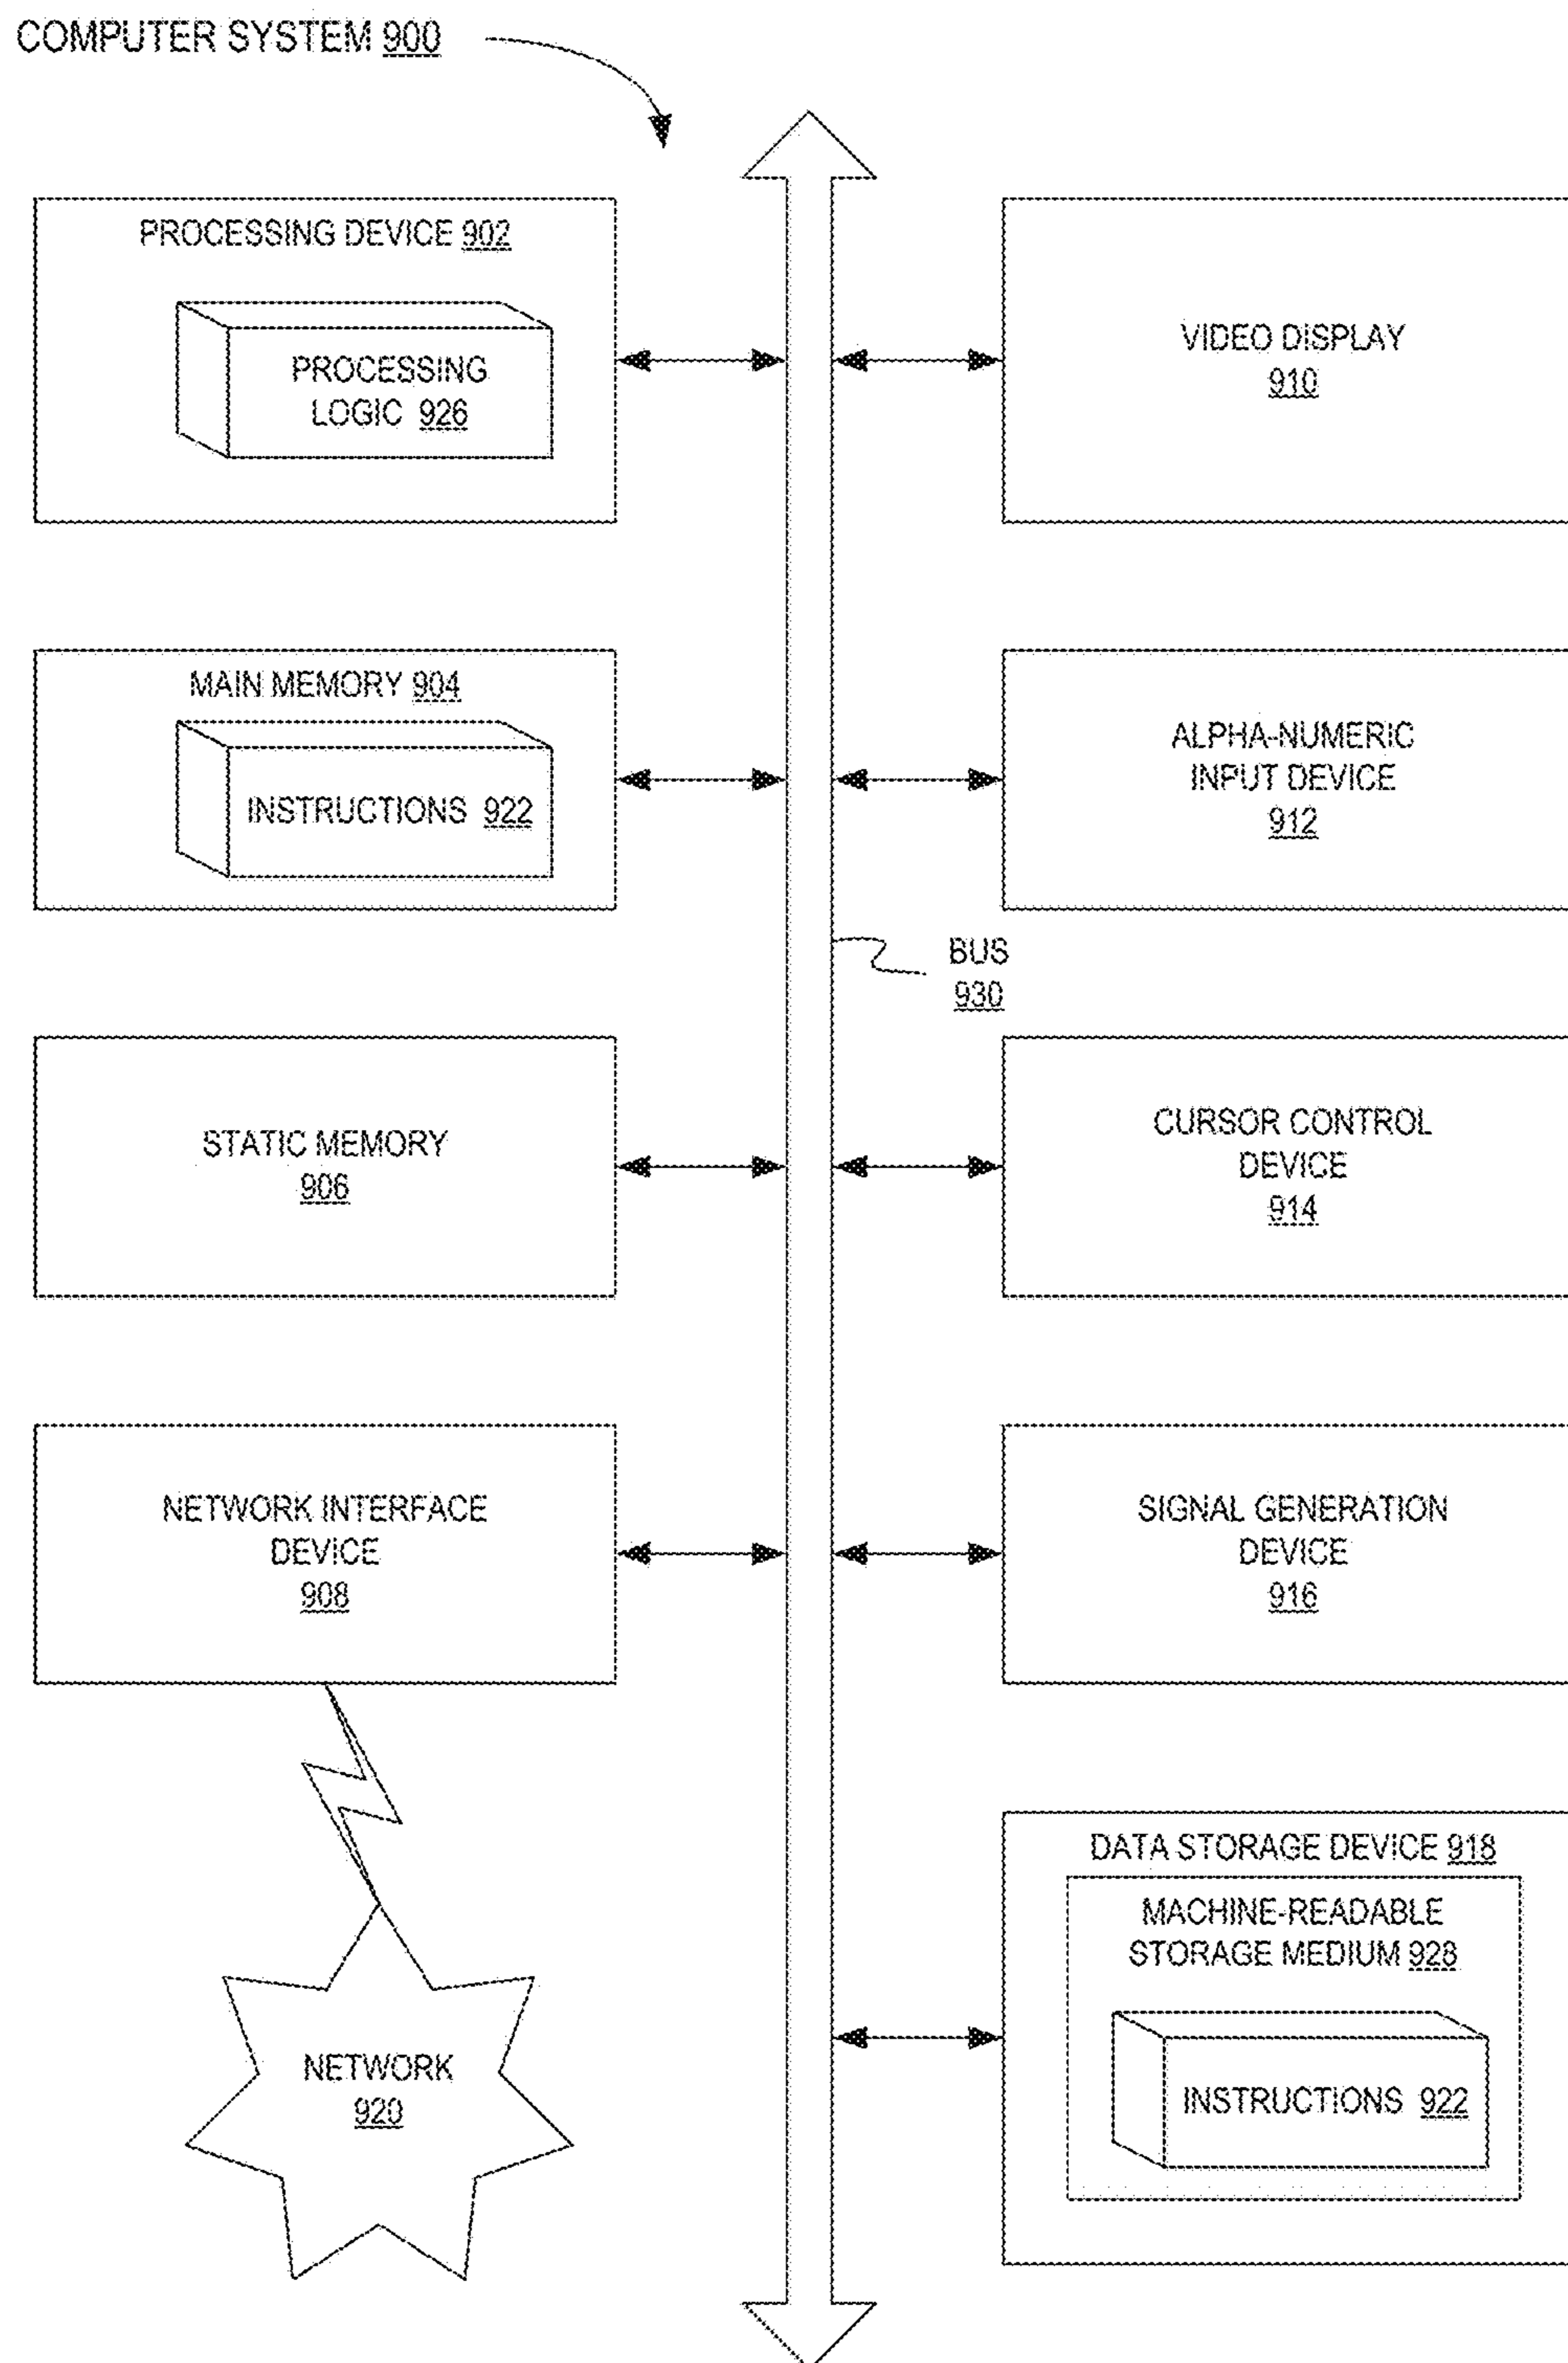 COMPUTER SYSTEM 900
PROCESSING DEVICE 902
PROCESSING
LOGIC 926
VIDEO DISPLAY
910
MAIN MEMORY 904
INSTRUCTIONS 922
ALPHA-NUMERIC
INPUT DEVICE
912
BUS
930
STATIC MEMORY
906
CURSOR CONTROL
DEVICE
914
NETWORK INTERFACE
DEVICE
908
SIGNAL GENERATION
DEVICE
916
DATA STORAGE DEVICE 918
MACHINE-READABLE
STORAGE MEDIUM 928
INSTRUCTIONS 922
NETWORK
920